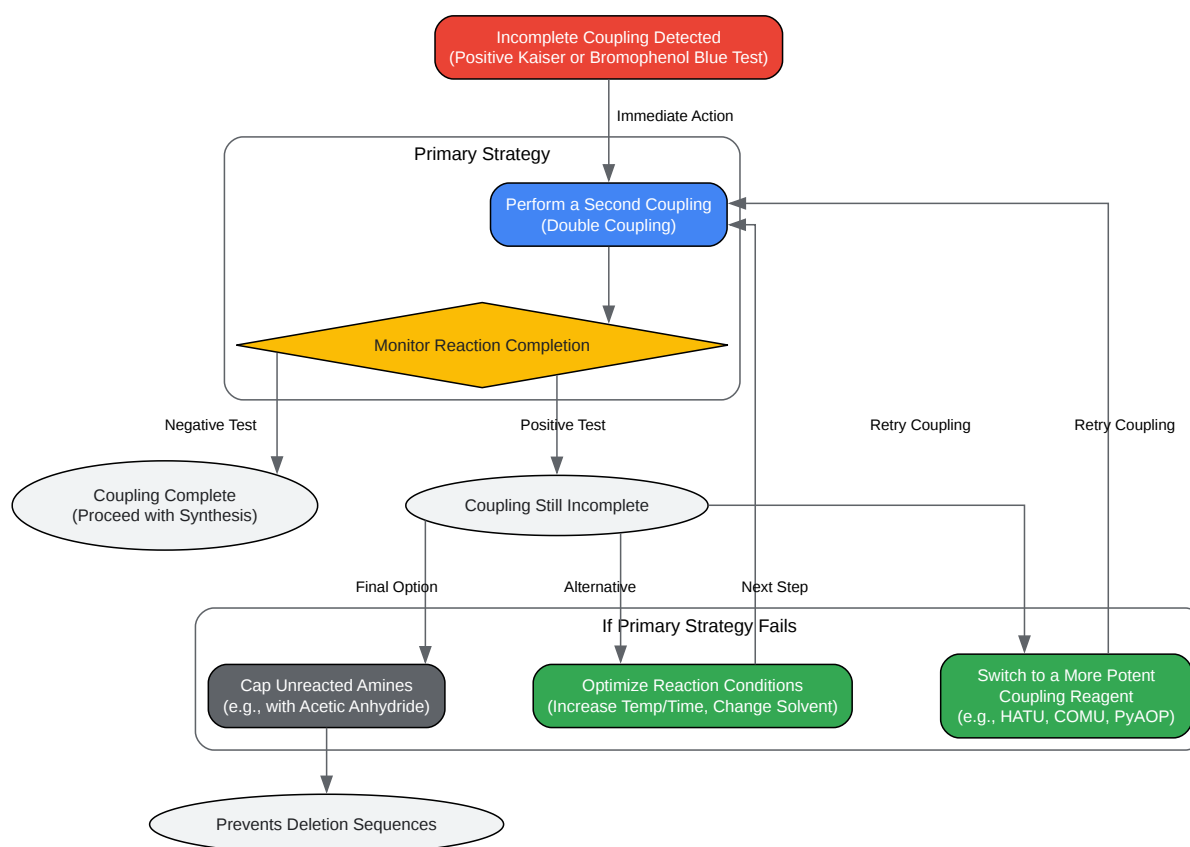 Incomplete Coupling Detected
(Positive Kaiser or Bromophenol Blue Test)
Immediate Action
Primary Strategy
Perform a Second Coupling
(Double Coupling)
Monitor Reaction Completion
Negative Test
Positive Test
Retry Coupling
Retry Coupling
Coupling Complete
(Proceed with Synthesis)
Coupling Still Incomplete
Final Option
Alternative
Next Step
If Primary Strategy Fails
Cap Unreacted Amines
(e.g., with Acetic Anhydride)
Optimize Reaction Conditions
(Increase Temp/Time, Change Solvent)
Switch to a More Potent
Coupling Reagent
(e.g., HATU, COMU, PyAOP)
Prevents Deletion Sequences